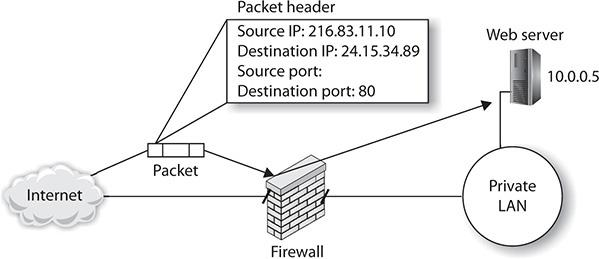 Packet header
Source IP: 216.83.11.10
Destination IP: 24.15.34.89
Source port:
Destination port: 80
Web server
10.0.0.5
Packet
Internet
Private
LAN
Firewall